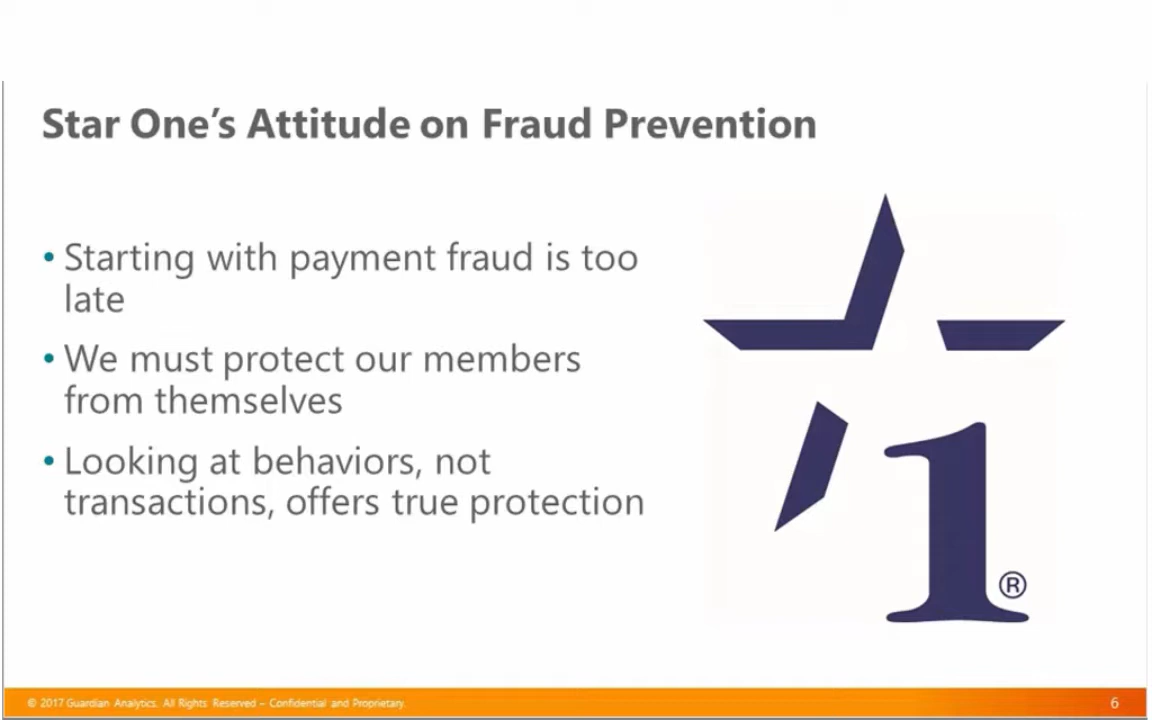 Star One’s Attitude on Fraud Prevention
• Starting with payment fraud is too
late
• We must protect our members
from themselves
• Looking at behaviors, not
transactions, offers true protection
1
®
© 2017 Guardian Analytics. All Rights Reserved – Confidential and Proprietary.
6